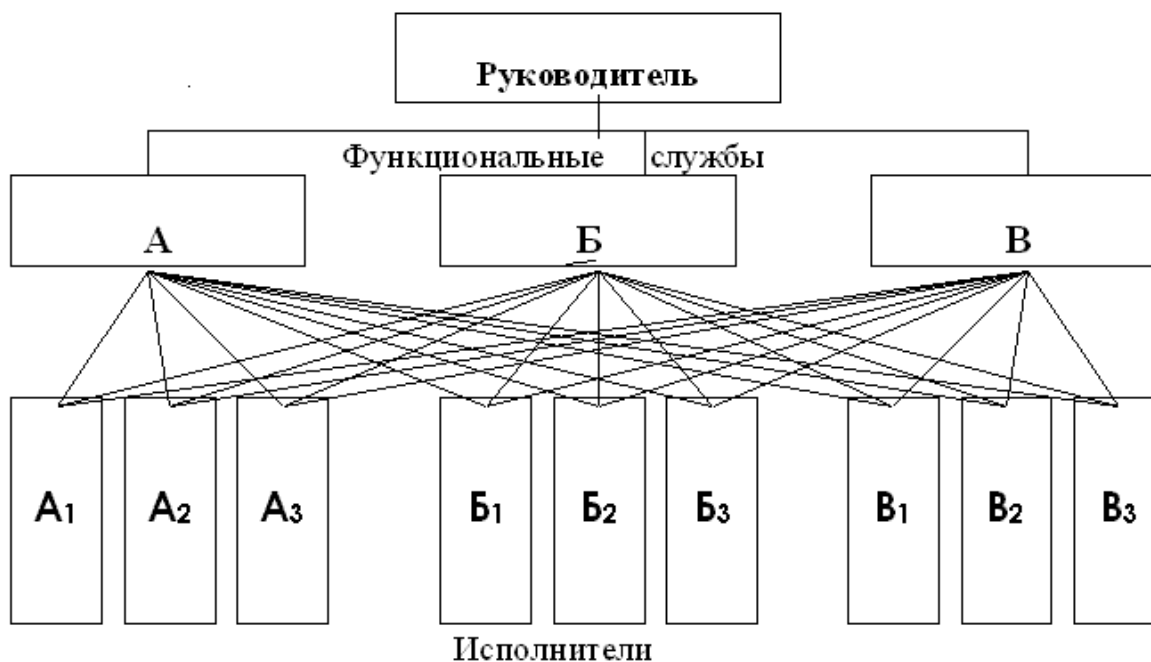 Руководитель
Функциональные службы
А Б В
А1 А2 А3 Б1 Б2 Б3 В1 В2 В3
Исполнители